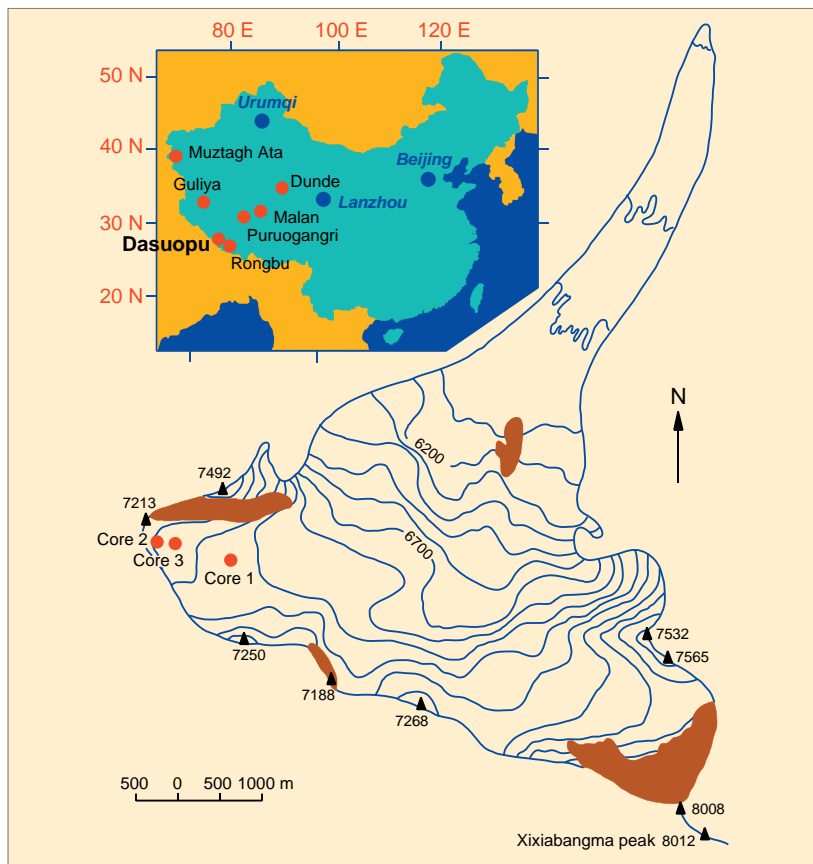 80 E
100 E
120 E
50 N
40 N
30 N
20 N
Urumqi
Muztagh Ata
Beijing
Guliya
Dunde
Lanzhou
Malan
Puruogangri
Dasuopu
Rongbu
N
6200
7492
7213
6700
Core 2
Core 3
Core 1
7532
7565
7250
7188
7268
500 0 500 1000 m
8008
Xixiabangma peak 8012